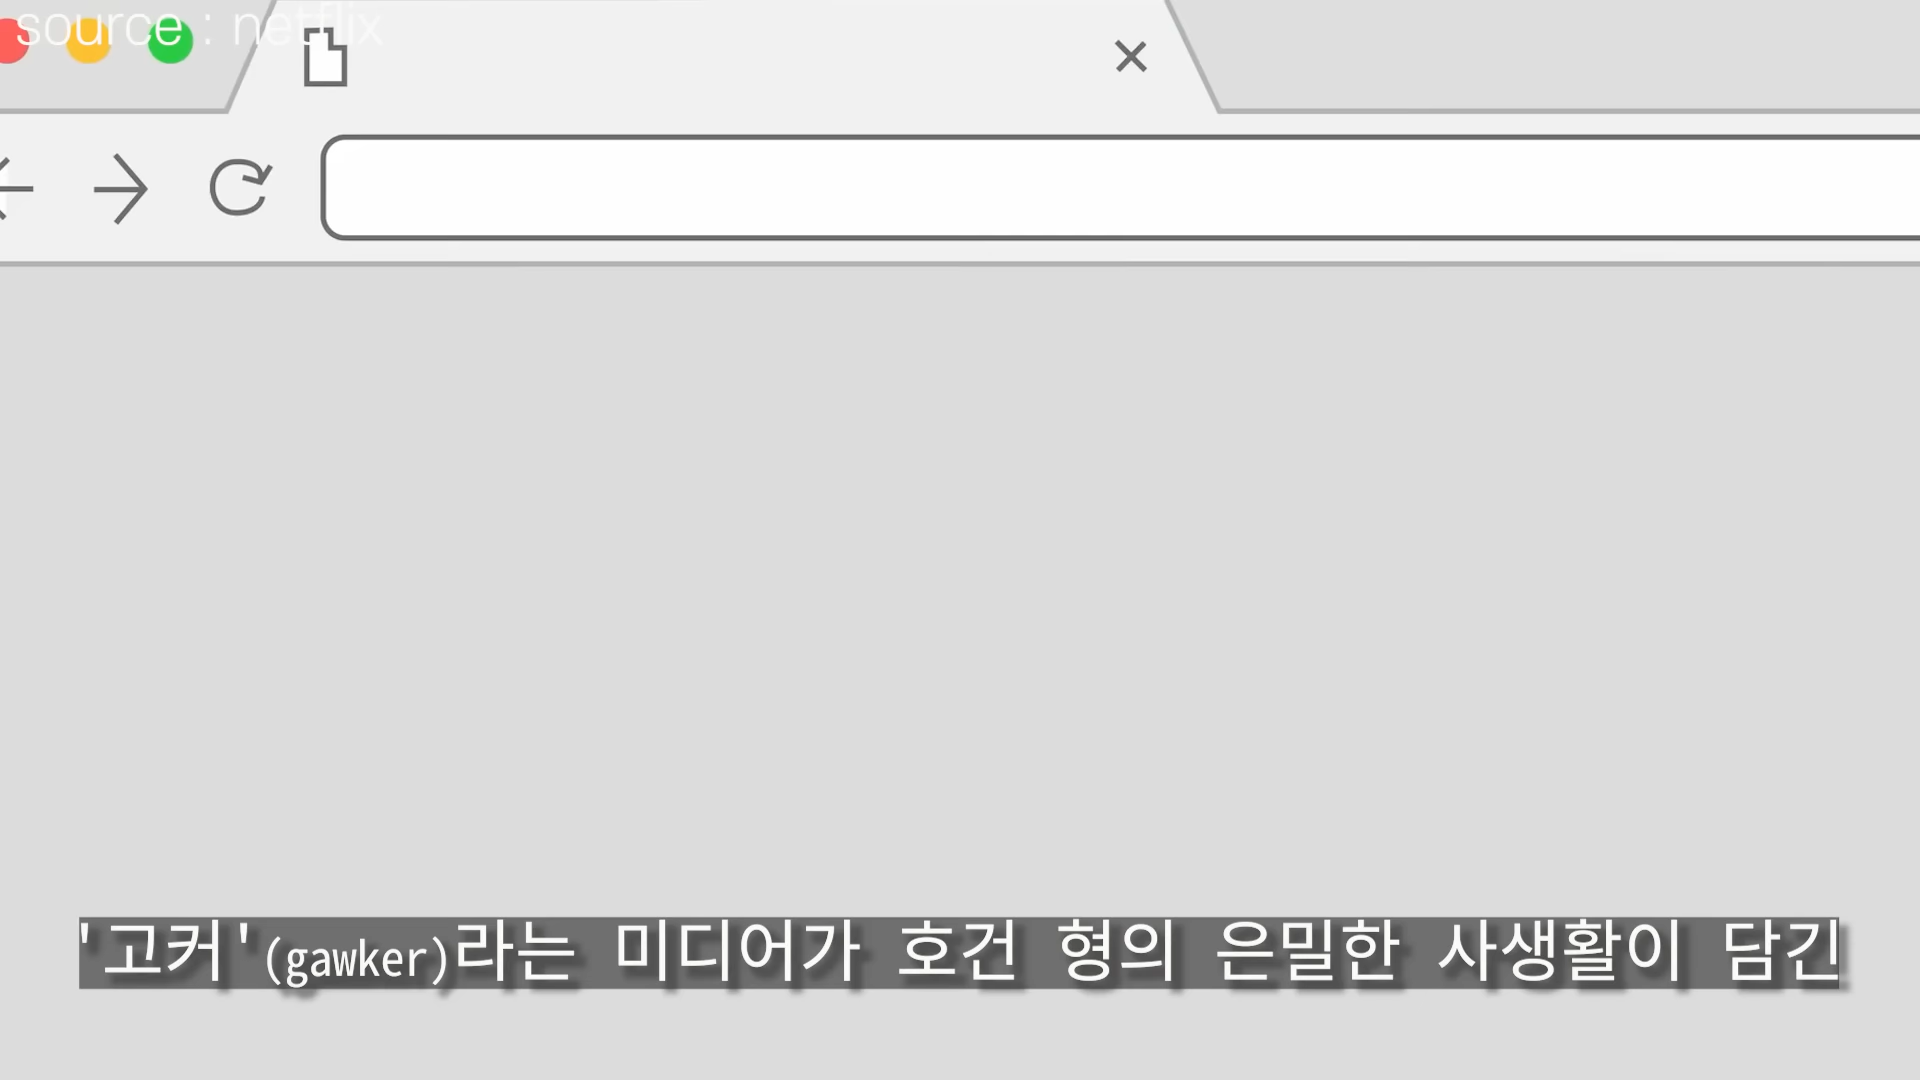 source : netflix
'고커'(gawker)라는 미디어가 호건 형의 은밀한 사생활이 담긴